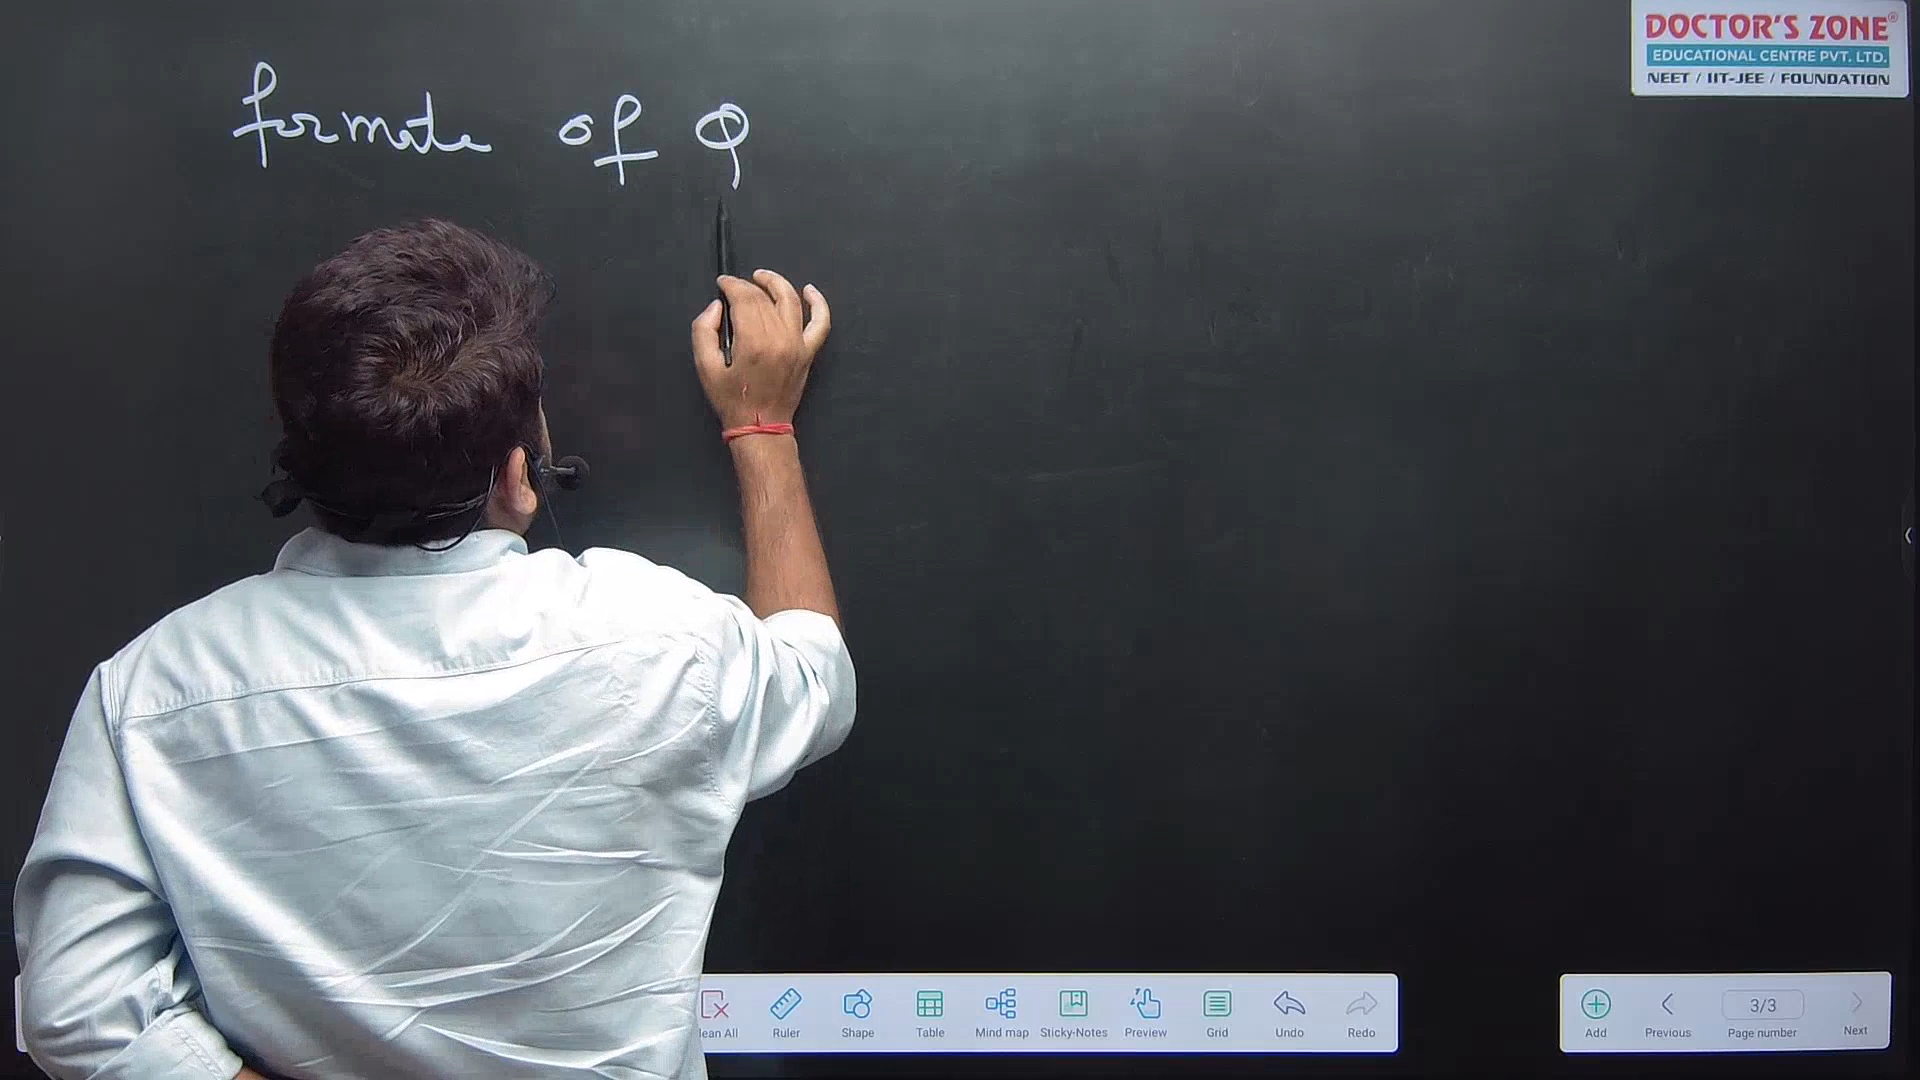 formate of Q
DOCTOR'S ZONE®
EDUCATIONAL CENTRE PVT. LTD.
NEET / IIT-JEE / FOUNDATION
lean All Ruler Shape Table Mind map Sticky-Notes Preview Grid Undo Redo
Add Previous 3/3 Page number Next